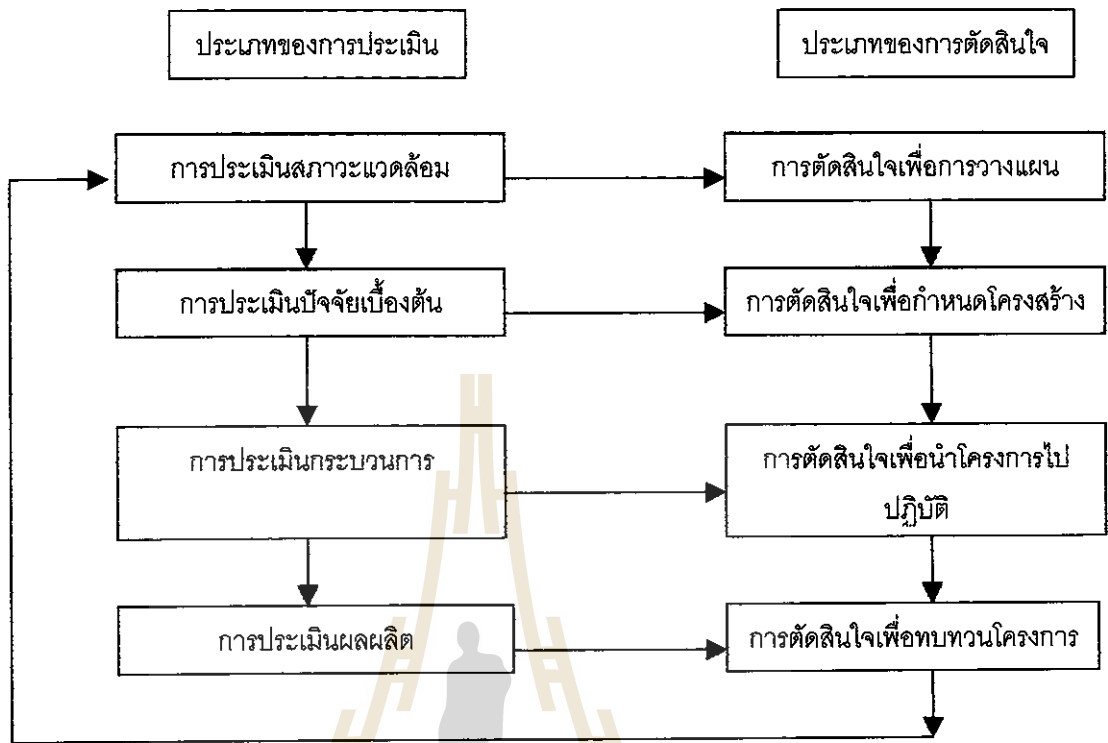 ประเภทของการประเมิน
ประเภทของการตัดสินใจ
การประเมินสภาวะแวดล้อม
การตัดสินใจเพื่อการวางแผน
การประเมินปัจจัยเบื้องต้น
การตัดสินใจเพื่อกำหนดโครงสร้าง
การประเมินกระบวนการ
การตัดสินใจเพื่อนำโครงการไป
ปฏิบัติ
การประเมินผลผลิต
การตัดสินใจเพื่อทบทวนโครงการ